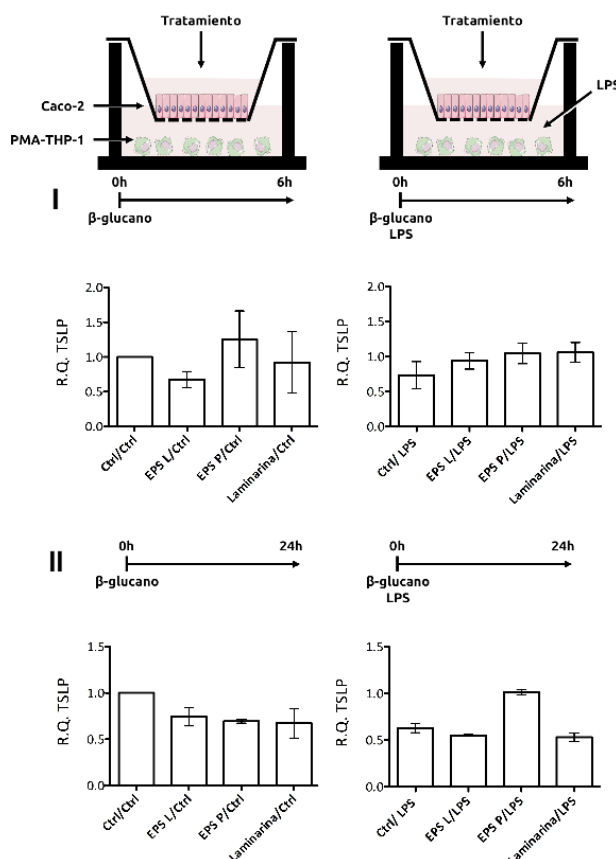 Tratamiento
Tratamiento
Caco-2
LPS
PMA-THP-1
0h 6h
0h 6h
I
β-glucano
β-glucano
LPS
2.0
1.5
1.0
0.5
0.0
R.Q. TSLP
Ctrl/Ctrl
EPS L/Ctrl
EPS P/Ctrl
Laminarina/Ctrl
2.0
1.5
1.0
0.5
0.0
R.Q. TSLP
Ctrl/ LPS
EPS L/LPS
EPS P/LPS
Laminarina/LPS
II
0h 24h
β-glucano
0h 24h
β-glucano
LPS
1.5
1.0
0.5
0.0
R.Q. TSLP
Ctrl/Ctrl
EPS L/Ctrl
EPS P/Ctrl
Laminarina/Ctrl
1.5
1.0
0.5
0.0
R.Q. TSLP
Ctrl/ LPS
EPS L/LPS
EPS P/LPS
Laminarina/LPS